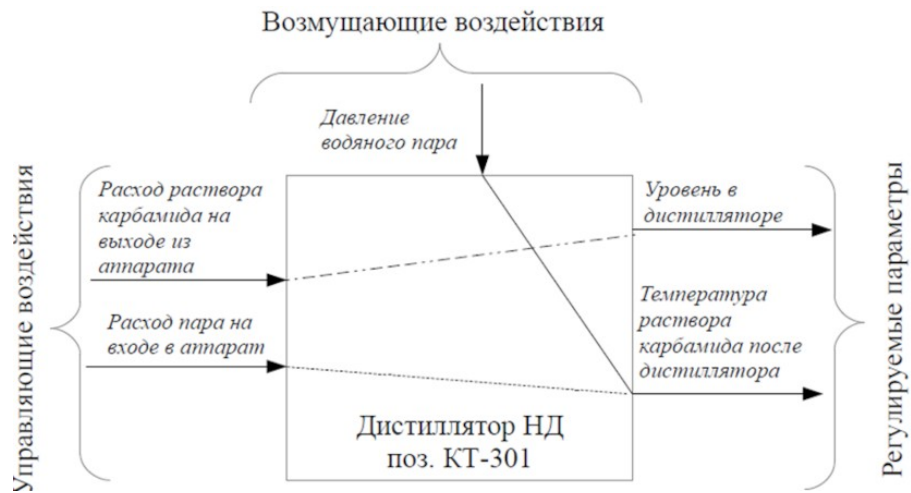 Возмущающие воздействия
Давление
водяного пара
Управляющие воздействия
Расход раствора
карбамида на
выходе из
аппарата
Расход пара на
входе в аппарат
Уровень в
дистилляторе
Температура
раствора
карбамида после
дистиллятора
Регулируемые параметры
Дистиллятор НД
поз. КТ-301